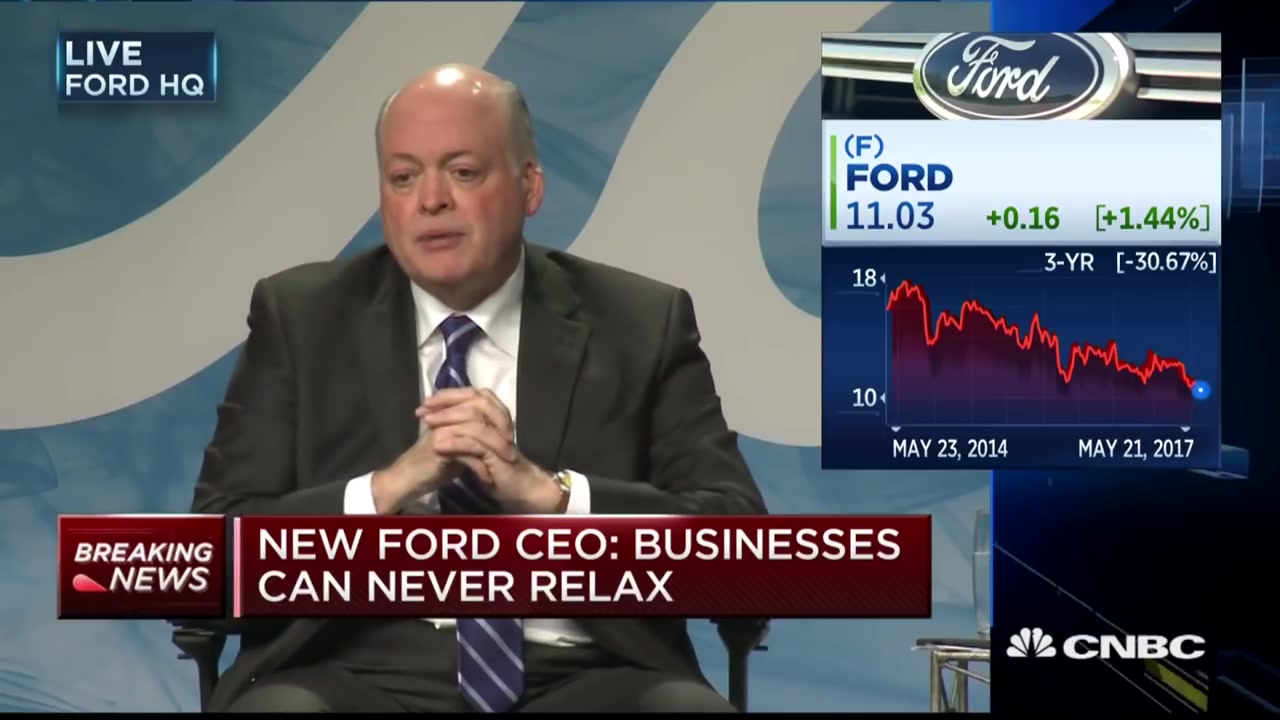 LIVE
FORD HQ
Ford
(F)
FORD
11.03 +0.16 [+1.44%]
3-YR [-30.67%]
18
10
MAY 23, 2014 MAY 21, 2017
BREAKING
NEWS
NEW FORD CEO: BUSINESSES
CAN NEVER RELAX
CNBC